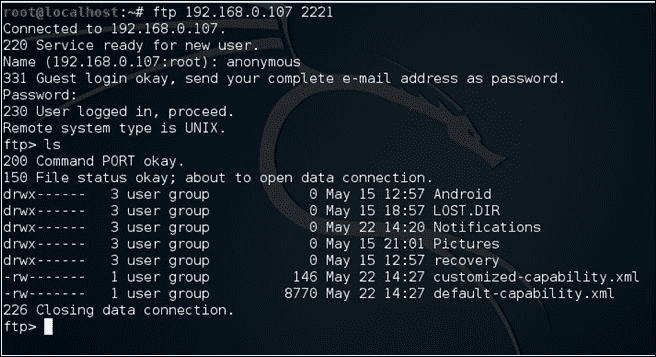 root@localhost:~# ftp 192.168.0.107 2221
Connected to 192.168.0.107.
220 Service ready for new user.
Name (192.168.0.107:root): anonymous
331 Guest login okay, send your complete e-mail address as password.
Password:
230 User logged in, proceed.
Remote system type is UNIX.
ftp> ls
200 Command PORT okay.
150 File status okay; about to open data connection.
drwx------   3 user group            0 May 15 12:57 Android
drwx------   3 user group            0 May 15 18:57 LOST.DIR
drwx------   3 user group            0 May 22 14:20 Notifications
drwx------   3 user group            0 May 15 21:01 Pictures
drwx------   3 user group            0 May 15 12:57 recovery
-rw-------   1 user group          146 May 22 14:27 customized-capability.xml
-rw-------   1 user group         8770 May 22 14:27 default-capability.xml
226 Closing data connection.
ftp>